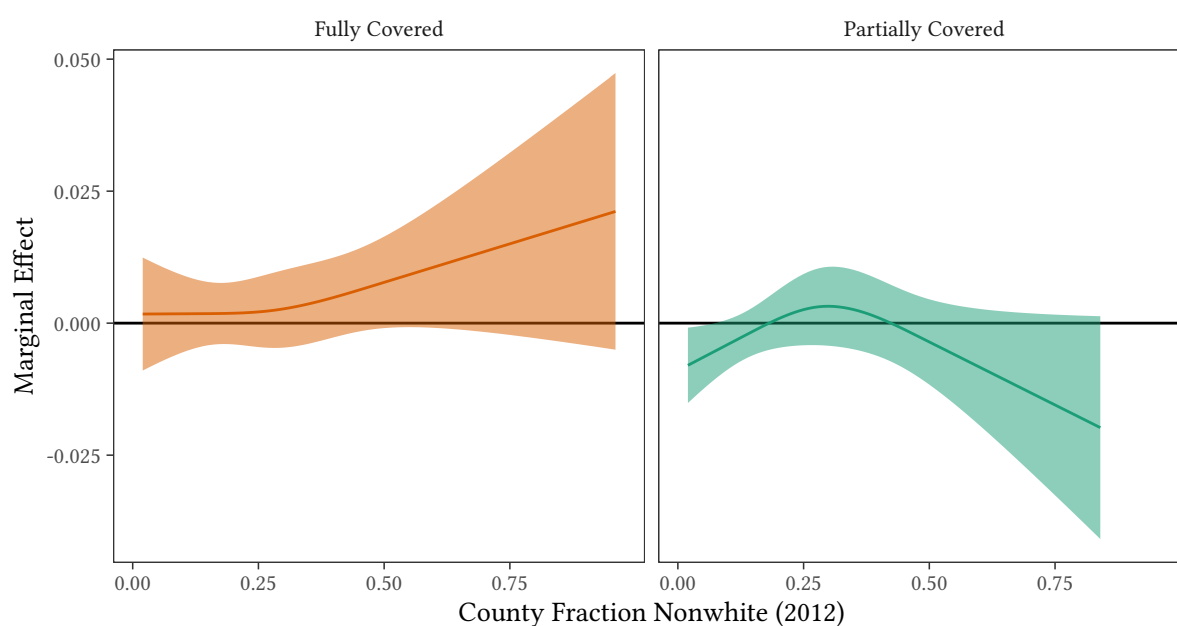 Fully Covered
Partially Covered
0.050
0.025
0.000
-0.025
Marginal Effect
0.00 0.25 0.50 0.75
0.00 0.25 0.50 0.75
County Fraction Nonwhite (2012)